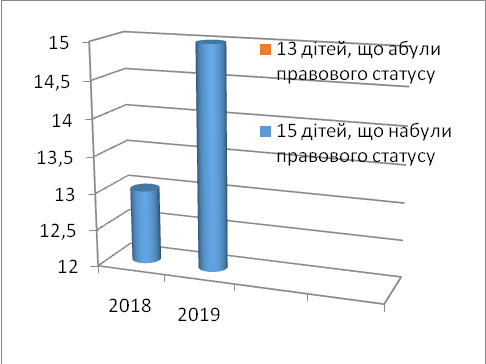 15
14,5
14
13,5
13
12,5
12
2018
2019
13 дітей, що абули
правового статусу
15 дітей, що набули
правового статусу